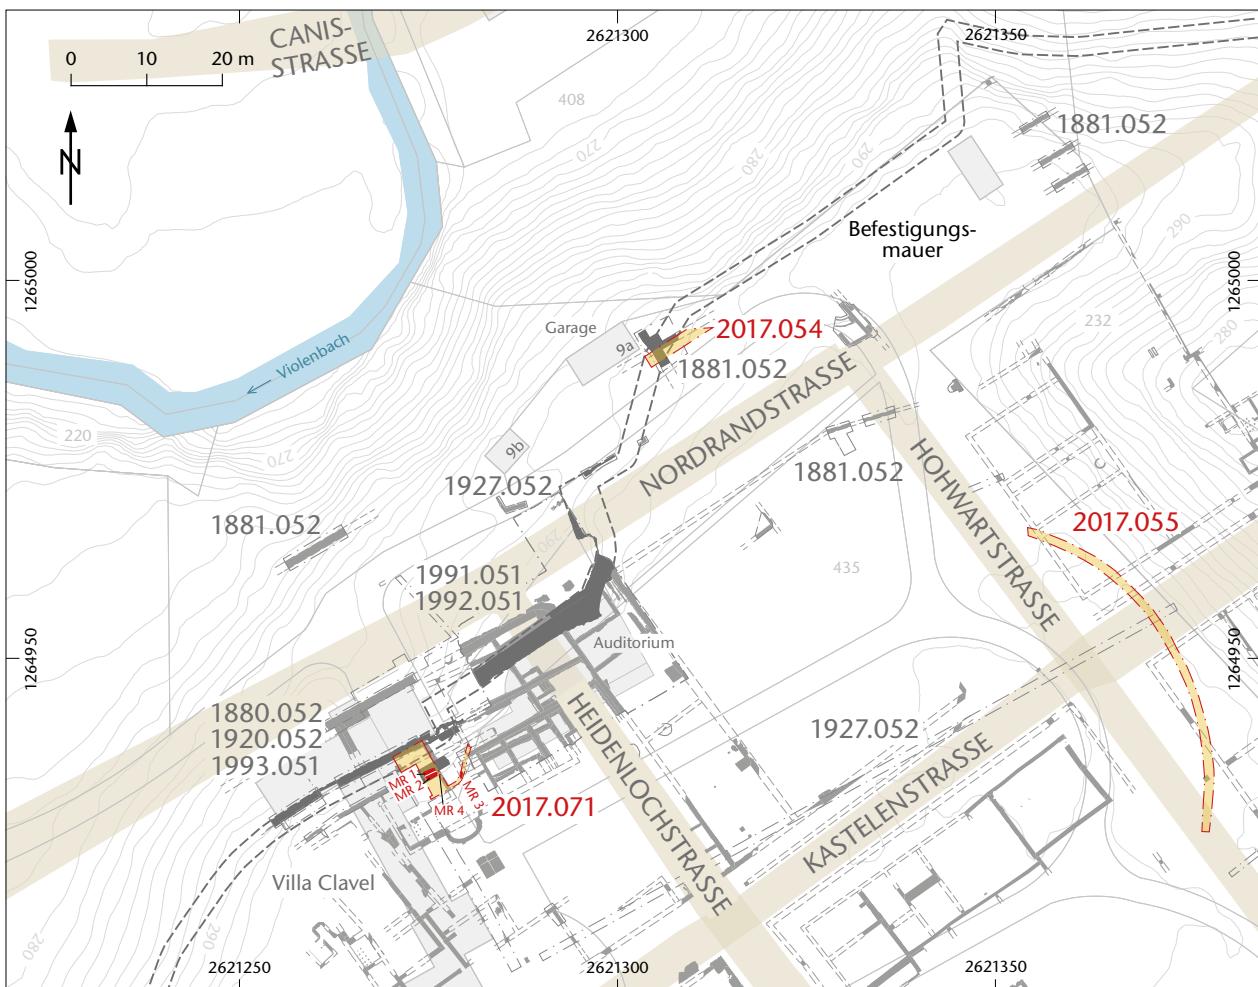 CANIS-
STRASSE
2621300
2621350
0 10 20 m
N
408
270
280
290
1881.052
290
Befestigungs-
mauer
1265000
1265000
Garage
9a
2017.054
1881.052
232
280
Violenbach
NORDRANDSTRASSE
HOHWARTSTRASSE
220
270
9b
1927.052
1881.052
1881.052
2017.055
290
1991.051
1992.051
435
Auditorium
1264950
1264950
1880.052
1920.052
1993.051
HEIDENLOCHSTRASSE
1927.052
MR 1
MR 2
MR 3
MR 4
2017.071
KASTELENSTRASSE
Villa Clavel
280
290
2621250
2621300
2621350